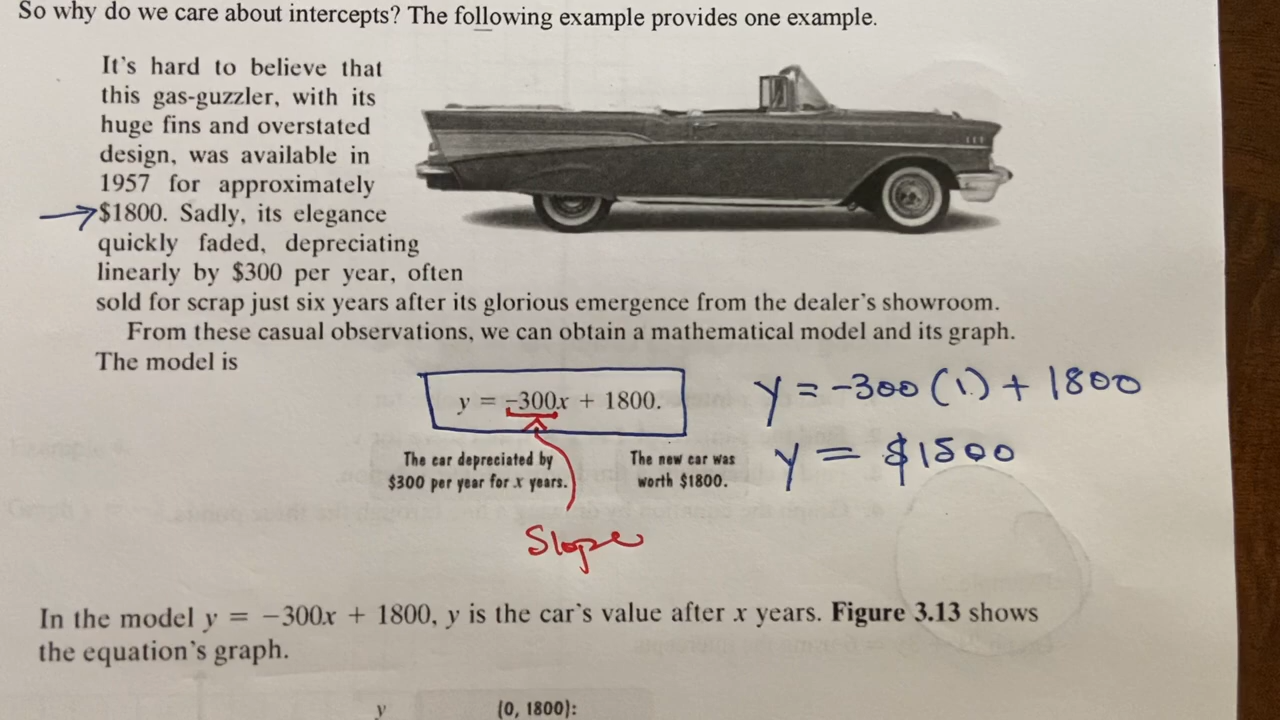 So why do we care about intercepts? The following example provides one example.
It's hard to believe that
this gas-guzzler, with its
huge fins and overstated
design, was available in
1957 for approximately
$1800. Sadly, its elegance
quickly faded, depreciating
linearly by $300 per year, often
sold for scrap just six years after its glorious emergence from the dealer's showroom.
From these casual observations, we can obtain a mathematical model and its graph.
The model is
y = −300x + 1800.
y = -300 (1) + 1800
y = $1500
The car depreciated by
$300 per year for x years.
The new car was
worth $1800.
Slope
In the model y = −300x + 1800, y is the car's value after x years. Figure 3.13 shows
the equation's graph.
y
(0, 1800):